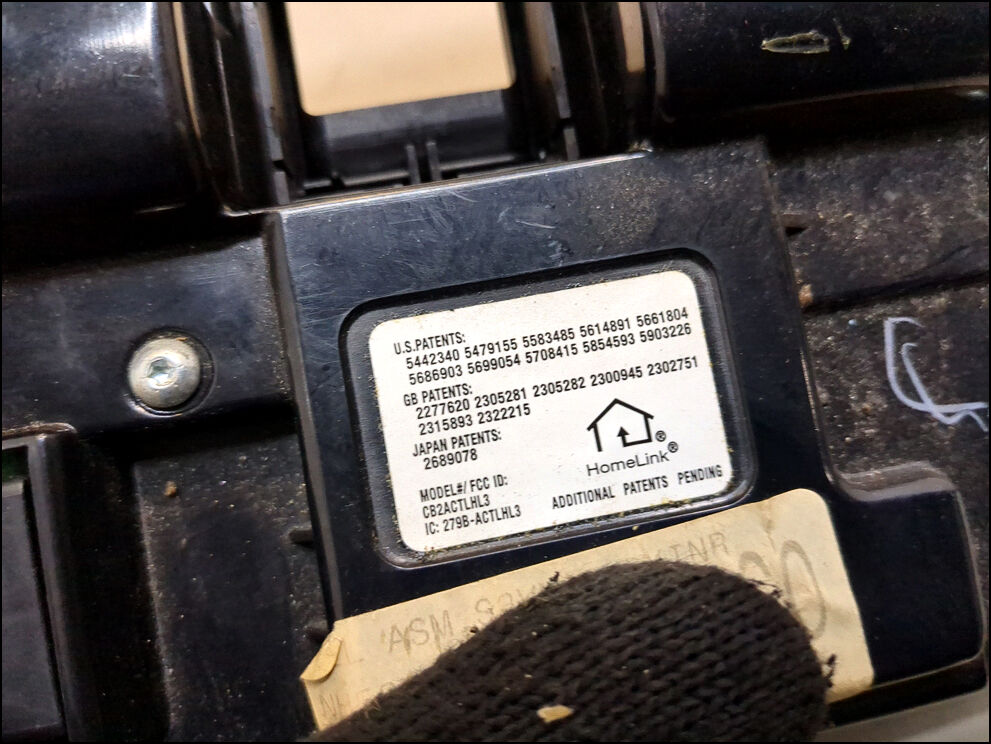 U.S.PATENTS:
5442340 5479155 5583485 5614891 5661804
5686903 5699054 5708415 5854593 5903226
GB PATENTS:
2277620 2305281 2305282 2300945 2302751
2315893 2322215
JAPAN PATENTS:
2689078
HomeLink®
MODEL#/ FCC ID:
CB2ACTLHL3
IC: 279B-ACTLHL3
ADDITIONAL PATENTS PENDING
ASM